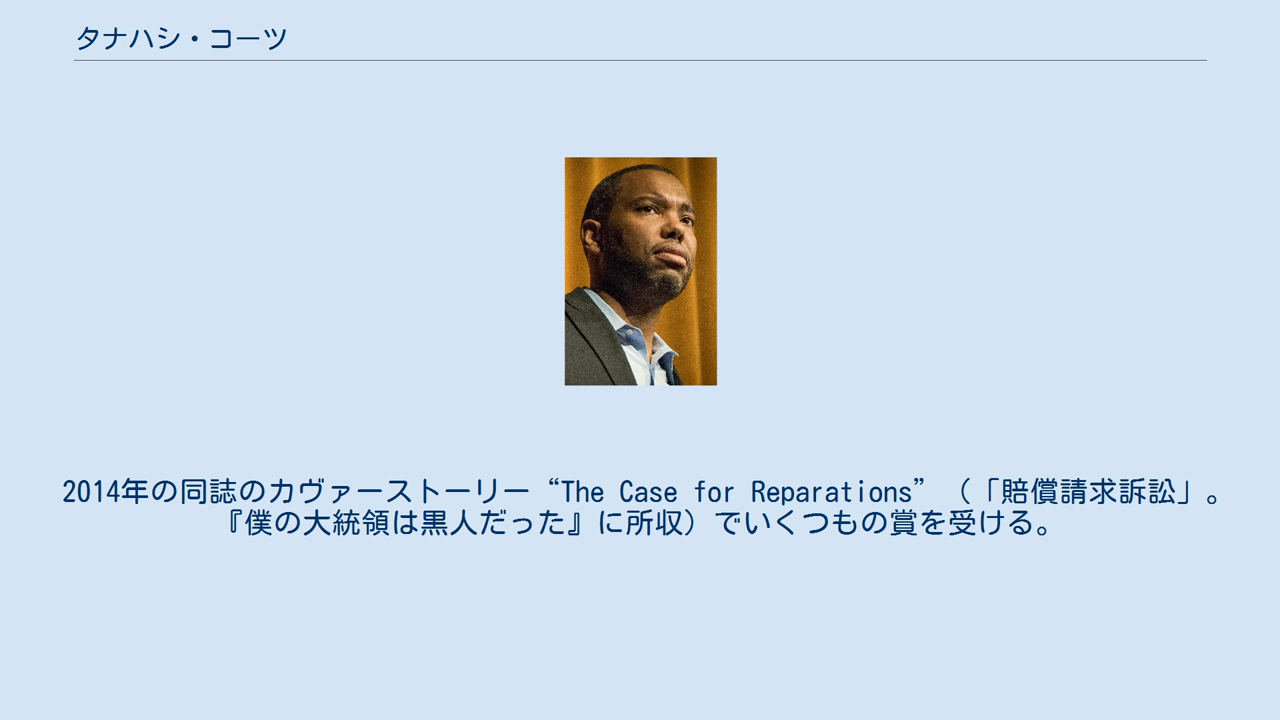 タナハシ・コーツ
2014年の同誌のカヴァーストーリー“The Case for Reparations”（「賠償請求訴訟」。
『僕の大統領は黒人だった』に所収）でいくつもの賞を受ける。